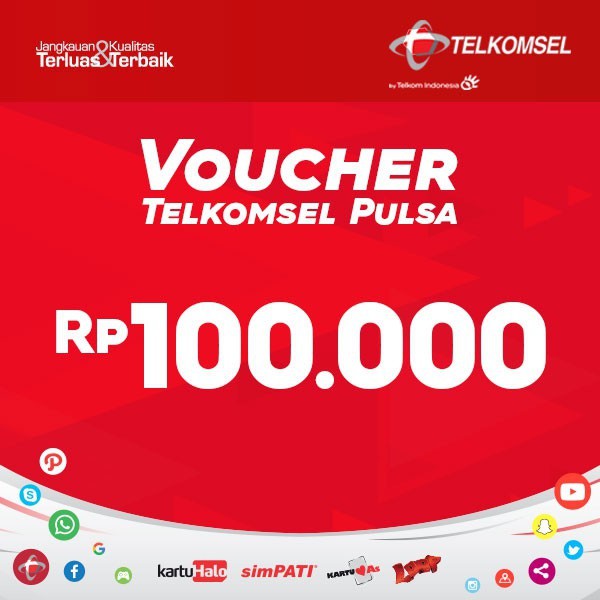 Jangkauan&Kualitas
Terluas&Terbaik
TELKOMSEL
by Telkom Indonesia
VOUCHER
TELKOMSEL PULSA
RP100.000
kartuHalo
simPATI
KARTU As
LOOP